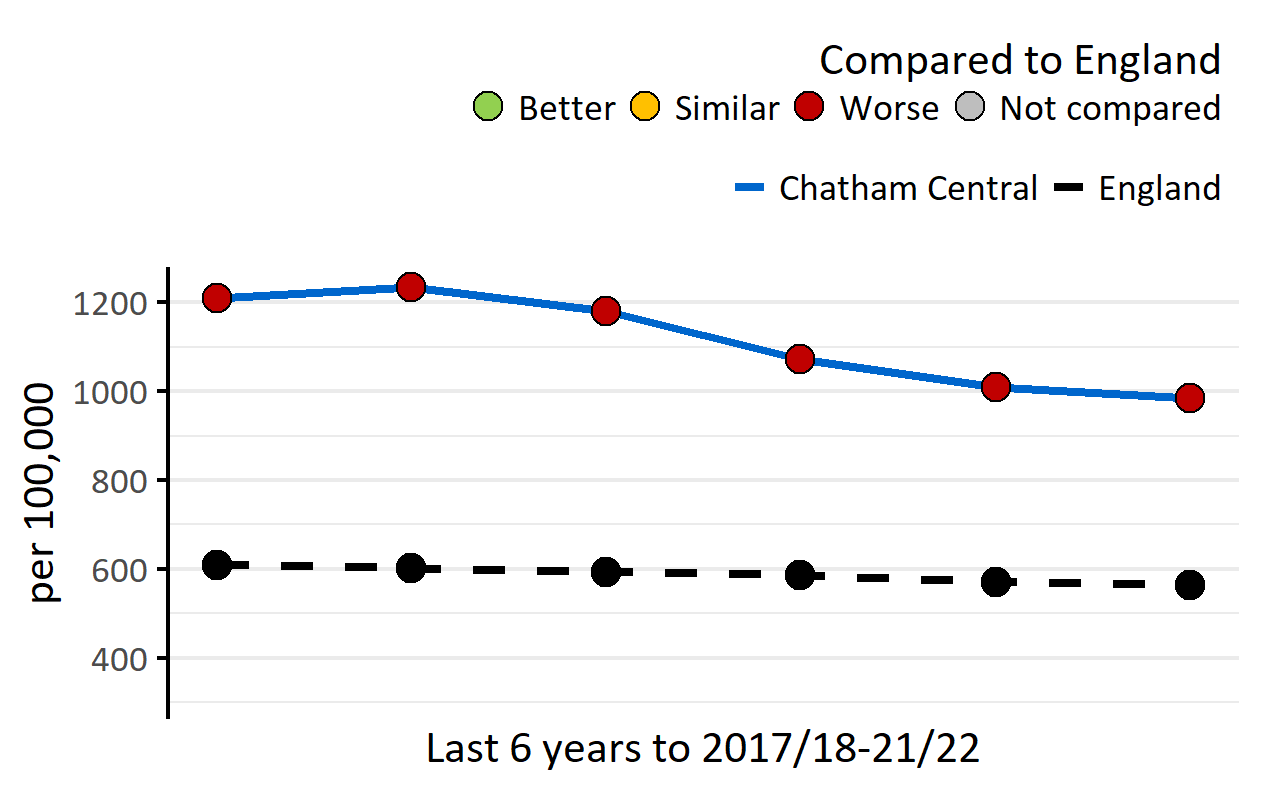 Compared to England
Better Similar Worse Not compared
Chatham Central England
1200
1000
800
600
400
per 100,000
Last 6 years to 2017/18-21/22